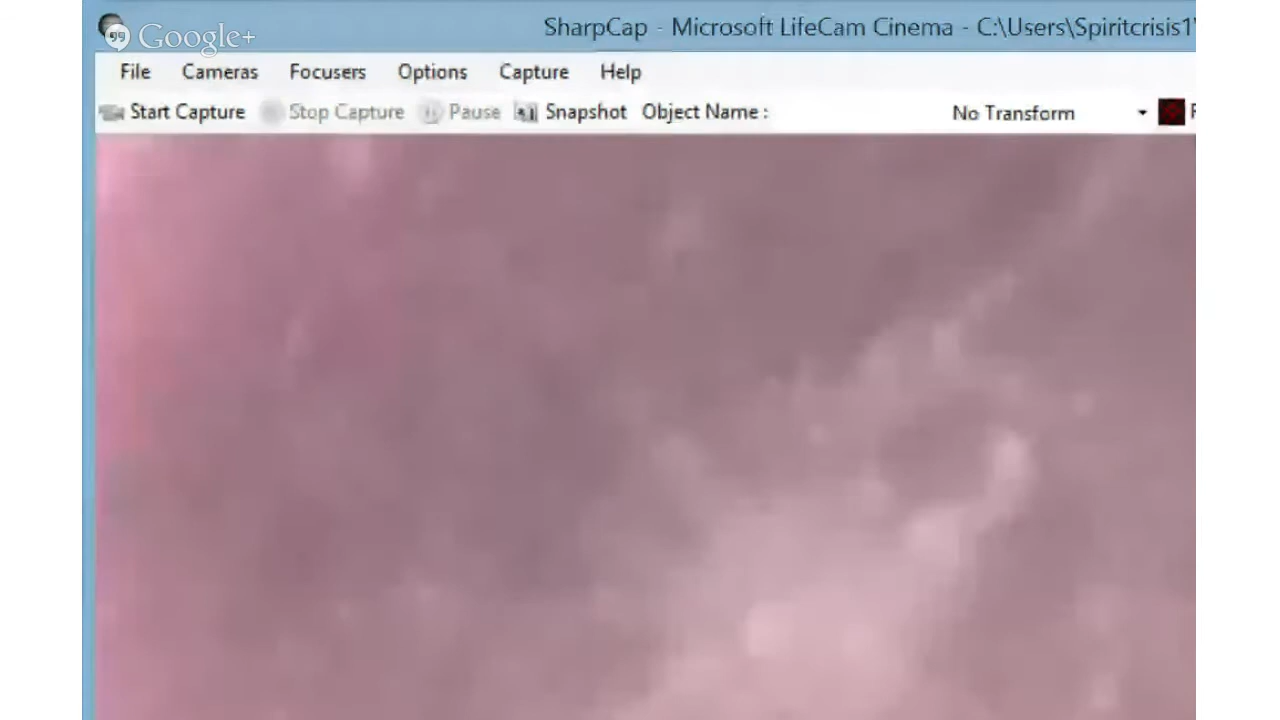 Google+
SharpCap - Microsoft LifeCam Cinema - C:\Users\Spiritcrisis1\
File Cameras Focusers Options Capture Help
Start Capture Stop Capture Pause Snapshot Object Name : No Transform